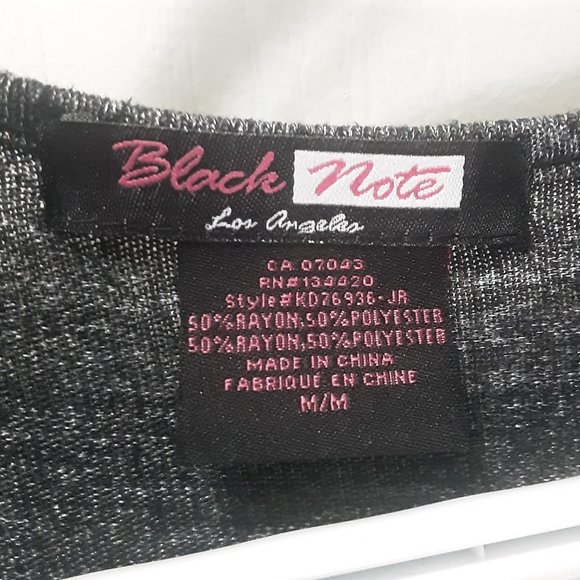 Black Note
Los Angeles
CA 07043
RN#134420
Style#KD76936-JR
50%RAYON,50%POLYESTER
50%RAYON,50%POLYESTER
MADE IN CHINA
FABRIQUÉ EN CHINE
M/M